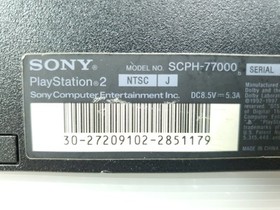 SONY MODEL NO. SCPH-77000 SERIAL
PlayStation®2 NTSC J
Sony Computer Entertainment Inc. DC8.5V⎓5.3A
30-27209102-2851179